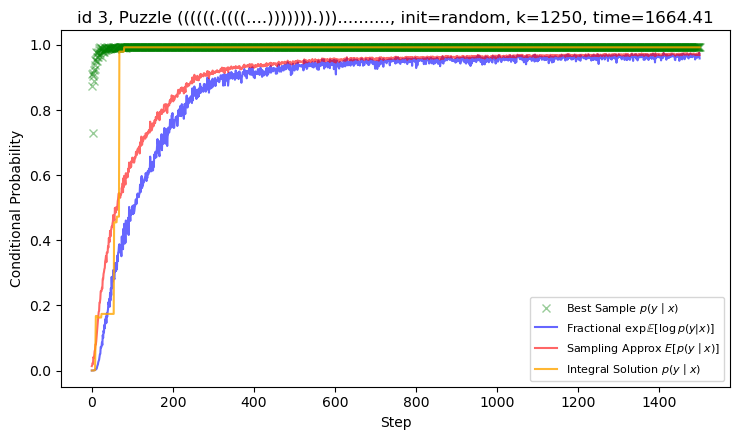 id 3, Puzzle ((((((.((((....))))))).))).........., init=random, k=1250, time=1664.41
1.0
0.8
0.6
0.4
0.2
0.0
Conditional Probability
0
200
400
600
800
1000
1200
1400
Step
Best Sample p(y | x)
Fractional exp 𝔼[log p(y|x)]
Sampling Approx E[p(y | x)]
Integral Solution p(y | x)